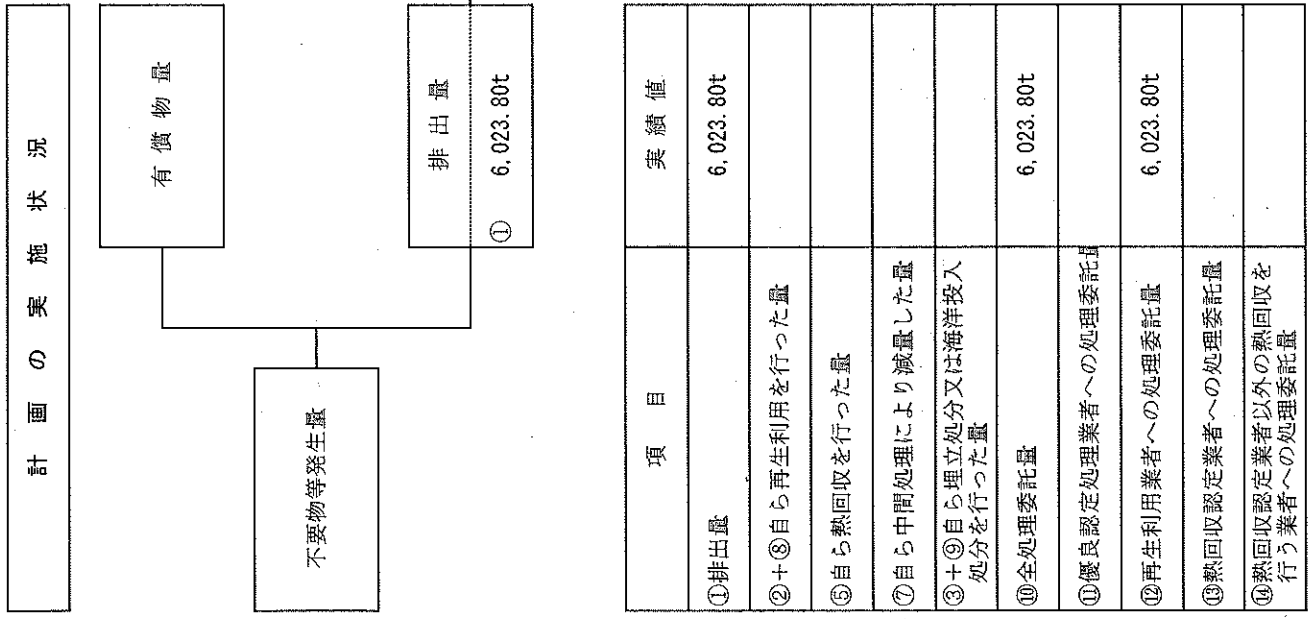 計画の実施状況
有償物量
不要物等発生量
排出量
① 6,023.80t
項目 実績値
①排出量 6,023.80t
②+⑧自ら再生利用を行った量
⑤自ら熱回収を行った量
⑦自ら中間処理により減量した量
③+⑨自ら埋立処分又は海洋投入
処分を行った量
⑩全処理委託量 6,023.80t
⑪優良認定処理業者への処理委託量
⑫再生利用業者への処理委託量 6,023.80t
⑬熱回収認定業者への処理委託量
⑭熱回収認定業者以外の熱回収を
行う業者への処理委託量